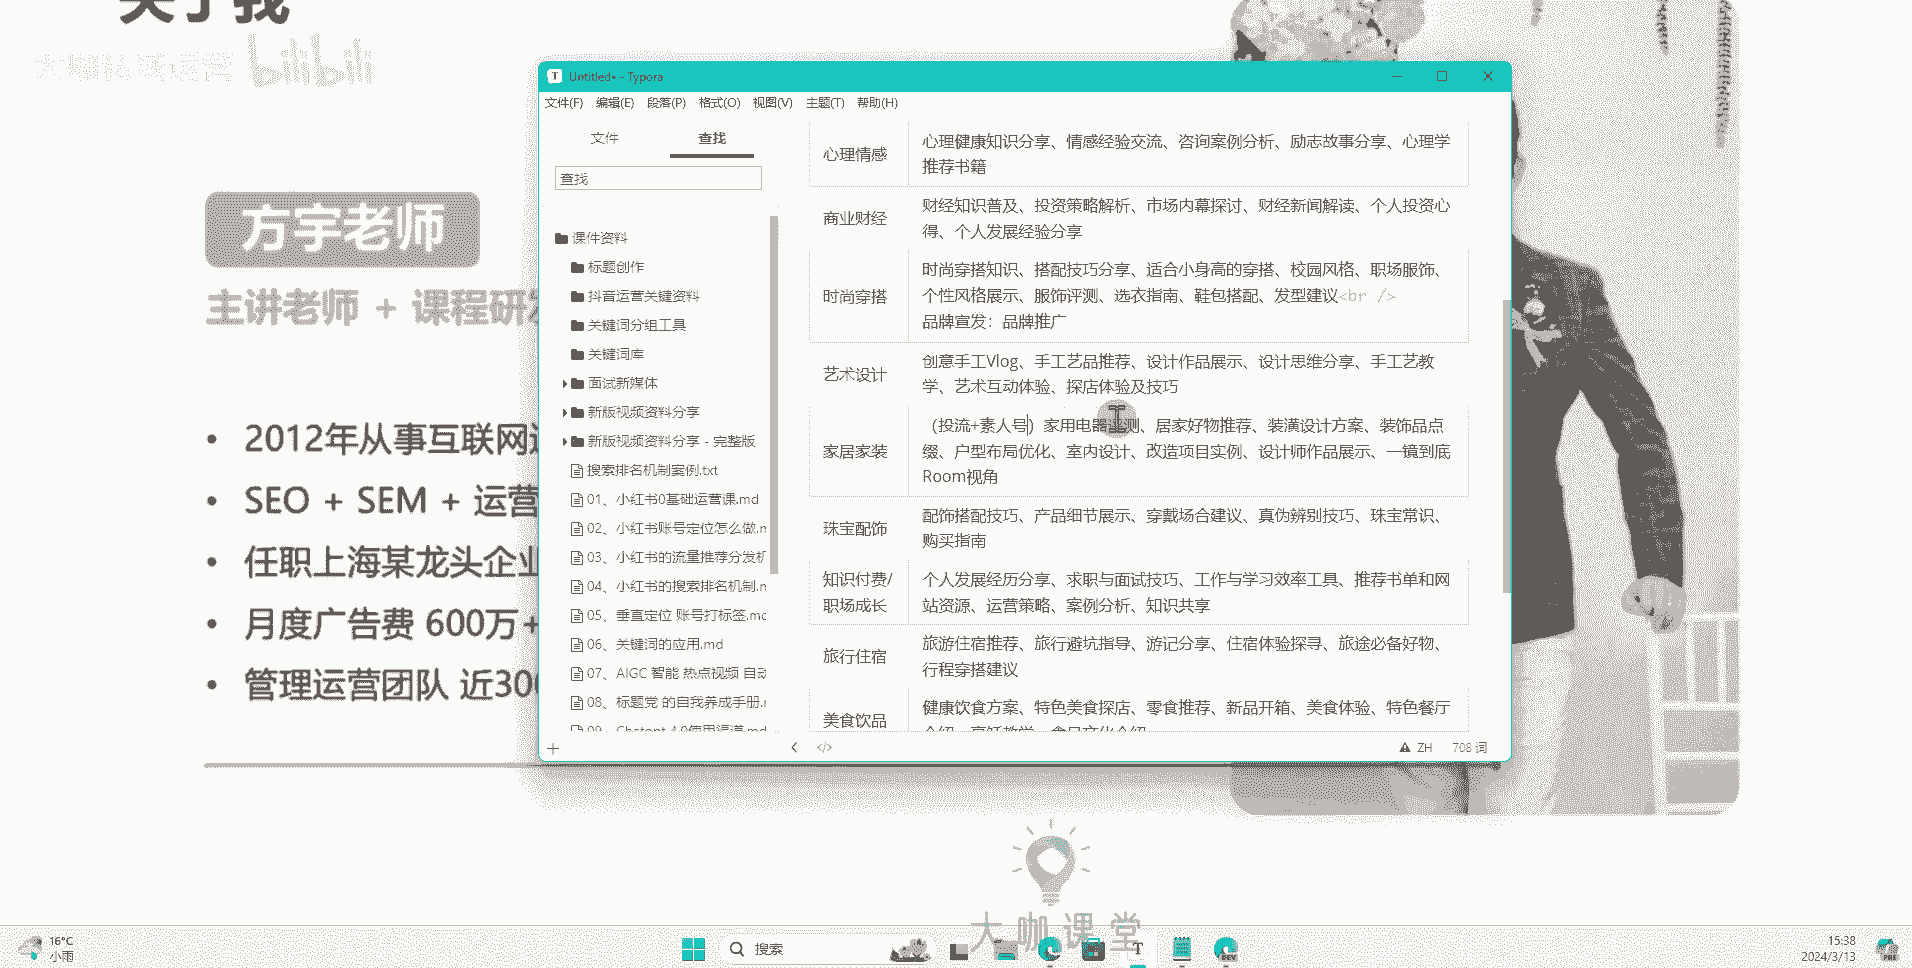 关于我
大咖私域运营 bilibili
方宇老师
主讲老师 + 课程研发
• 2012年从事互联网
• SEO + SEM + 运营
• 任职上海某龙头企业
• 月度广告费 600万+
• 管理运营团队 近300
Untitled• - Typora
文件(F) 编辑(E) 段落(P) 格式(O) 视图(V) 主题(T) 帮助(H)
文件 查找
查找
课件资料
标题创作
抖音运营关键资料
关键词分组工具
关键词库
面试新媒体
新版视频资料分享
新版视频资料分享 - 完整版
搜索排名机制案例.txt
01、小红书0基础运营课.md
02、小红书账号定位怎么做.m
03、小红书的流量推荐分发机
04、小红书的搜索排名机制.m
05、垂直定位 账号打标签.mc
06、关键词的应用.md
07、AIGC 智能 热点视频 自动
08、标题党 的自我养成手册.r
09、Chatgpt 4.0使用渠道.md
心理情感
心理健康知识分享、情感经验交流、咨询案例分析、励志故事分享、心理学
推荐书籍
商业财经
财经知识普及、投资策略解析、市场内幕探讨、财经新闻解读、个人投资心
得、个人发展经验分享
时尚穿搭
时尚穿搭知识、搭配技巧分享、适合小身高的穿搭、校园风格、职场服饰、
个性风格展示、服饰评测、选衣指南、鞋包搭配、发型建议<br />
品牌宣发：品牌推广
艺术设计
创意手工Vlog、手工艺品推荐、设计作品展示、设计思维分享、手工艺教
学、艺术互动体验、探店体验及技巧
家居家装
（投流+素人号）家用电器评测、居家好物推荐、装潢设计方案、装饰品点
缀、户型布局优化、室内设计、改造项目实例、设计师作品展示、一镜到底
Room视角
珠宝配饰
配饰搭配技巧、产品细节展示、穿戴场合建议、真伪辨别技巧、珠宝常识、
购买指南
知识付费/
职场成长
个人发展经历分享、求职与面试技巧、工作与学习效率工具、推荐书单和网
站资源、运营策略、案例分析、知识共享
旅行住宿
旅游住宿推荐、旅行避坑指导、游记分享、住宿体验探寻、旅途必备好物、
行程穿搭建议
美食饮品
健康饮食方案、特色美食探店、零食推荐、新品开箱、美食体验、特色餐厅
ZH 708 词
大咖课堂
16°C
小雨
搜索
DEV
15:38
2024/3/13
PRE